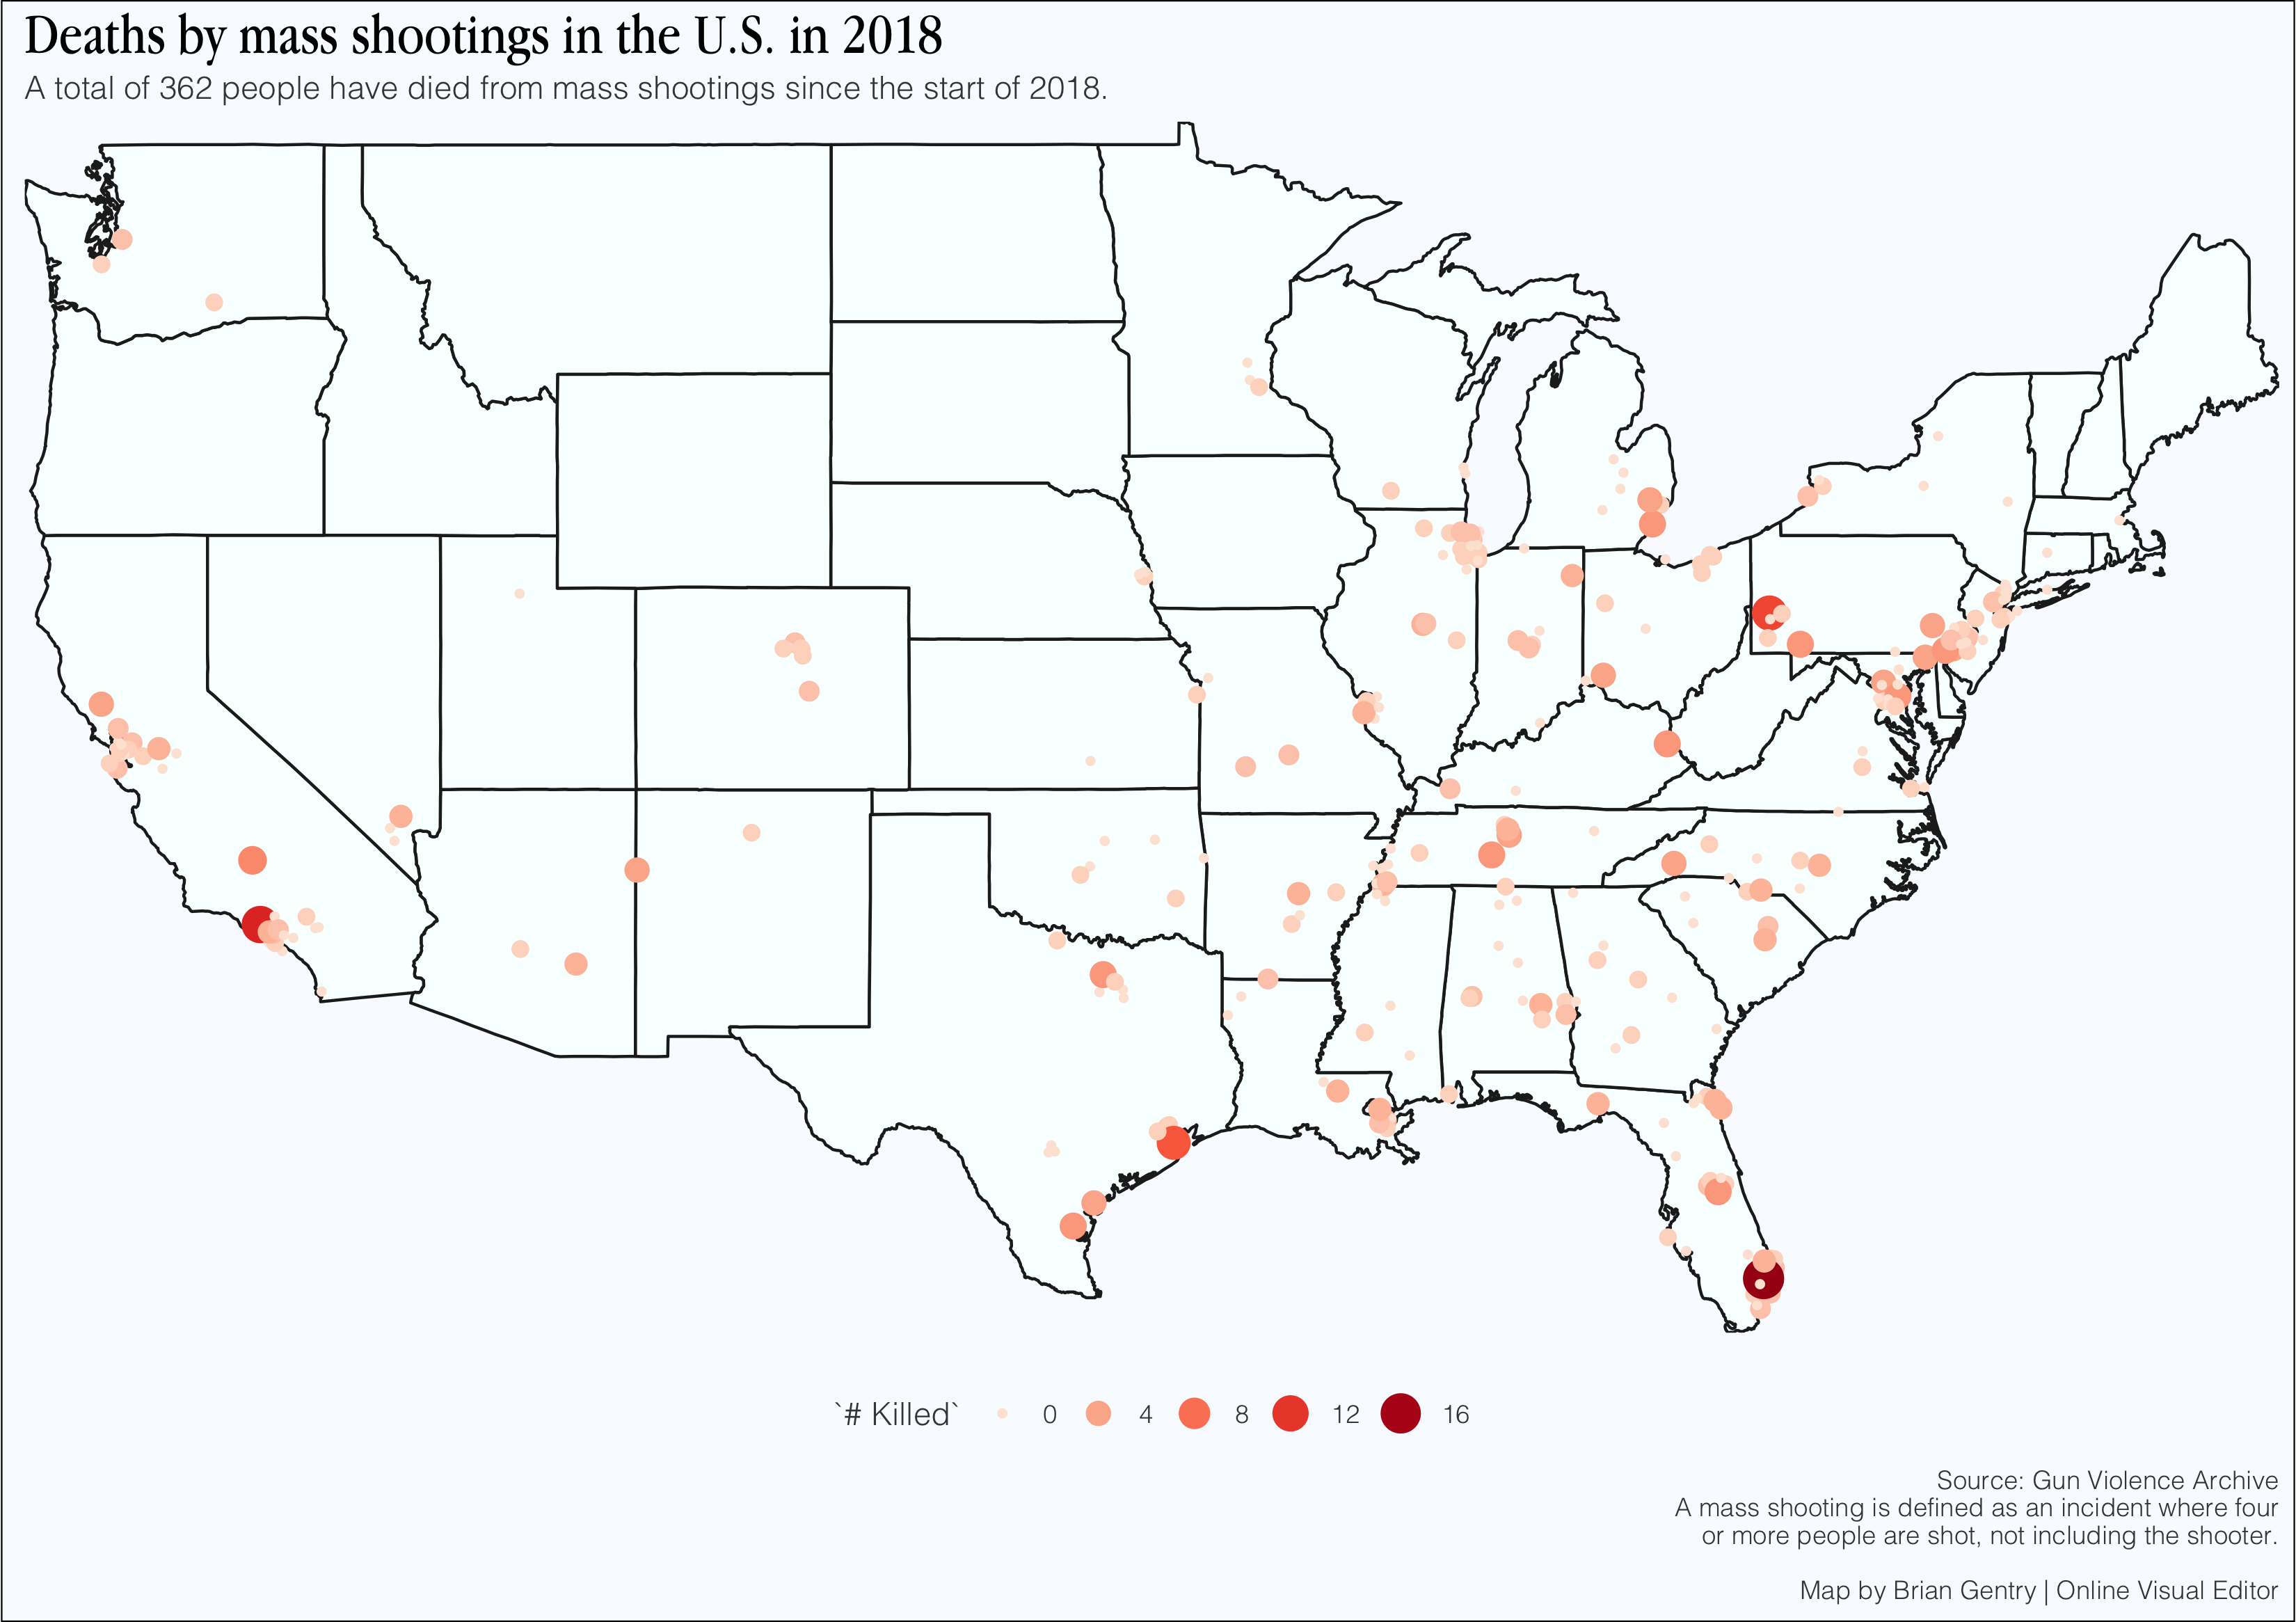 Deaths by mass shootings in the U.S. in 2018
A total of 362 people have died from mass shootings since the start of 2018.
`# Killed` 0 4 8 12 16
Source: Gun Violence Archive
A mass shooting is defined as an incident where four
or more people are shot, not including the shooter.
Map by Brian Gentry | Online Visual Editor